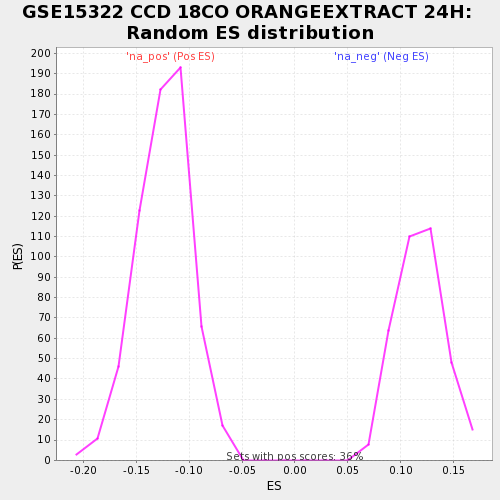 GSE15322 CCD 18CO ORANGEEXTRACT 24H:
Random ES distribution
'na_pos' (Pos ES)
'na_neg' (Neg ES)
200
190
180
170
160
150
140
130
120
110
100
90
80
70
60
50
40
30
20
10
0
P(ES)
Sets with pos scores: 36%
-0.20 -0.15 -0.10 -0.05 0.00 0.05 0.10 0.15
ES